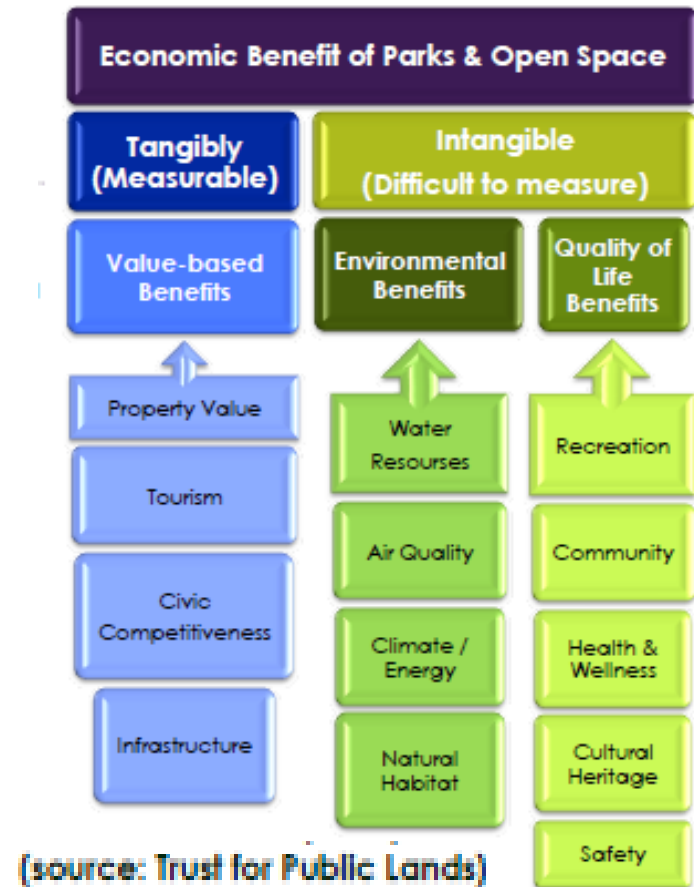 Economic Benefit of Parks & Open Space
Tangibly
(Measurable)
Intangible
(Difficult to measure)
Value-based
Benefits
Environmental
Benefits
Quality of
Life
Benefits
Property Value
Tourism
Civic
Competitiveness
Infrastructure
Water
Resourses
Air Quality
Climate /
Energy
Natural
Habitat
Recreation
Community
Health &
Wellness
Cultural
Heritage
Safety
(source: Trust for Public Lands)